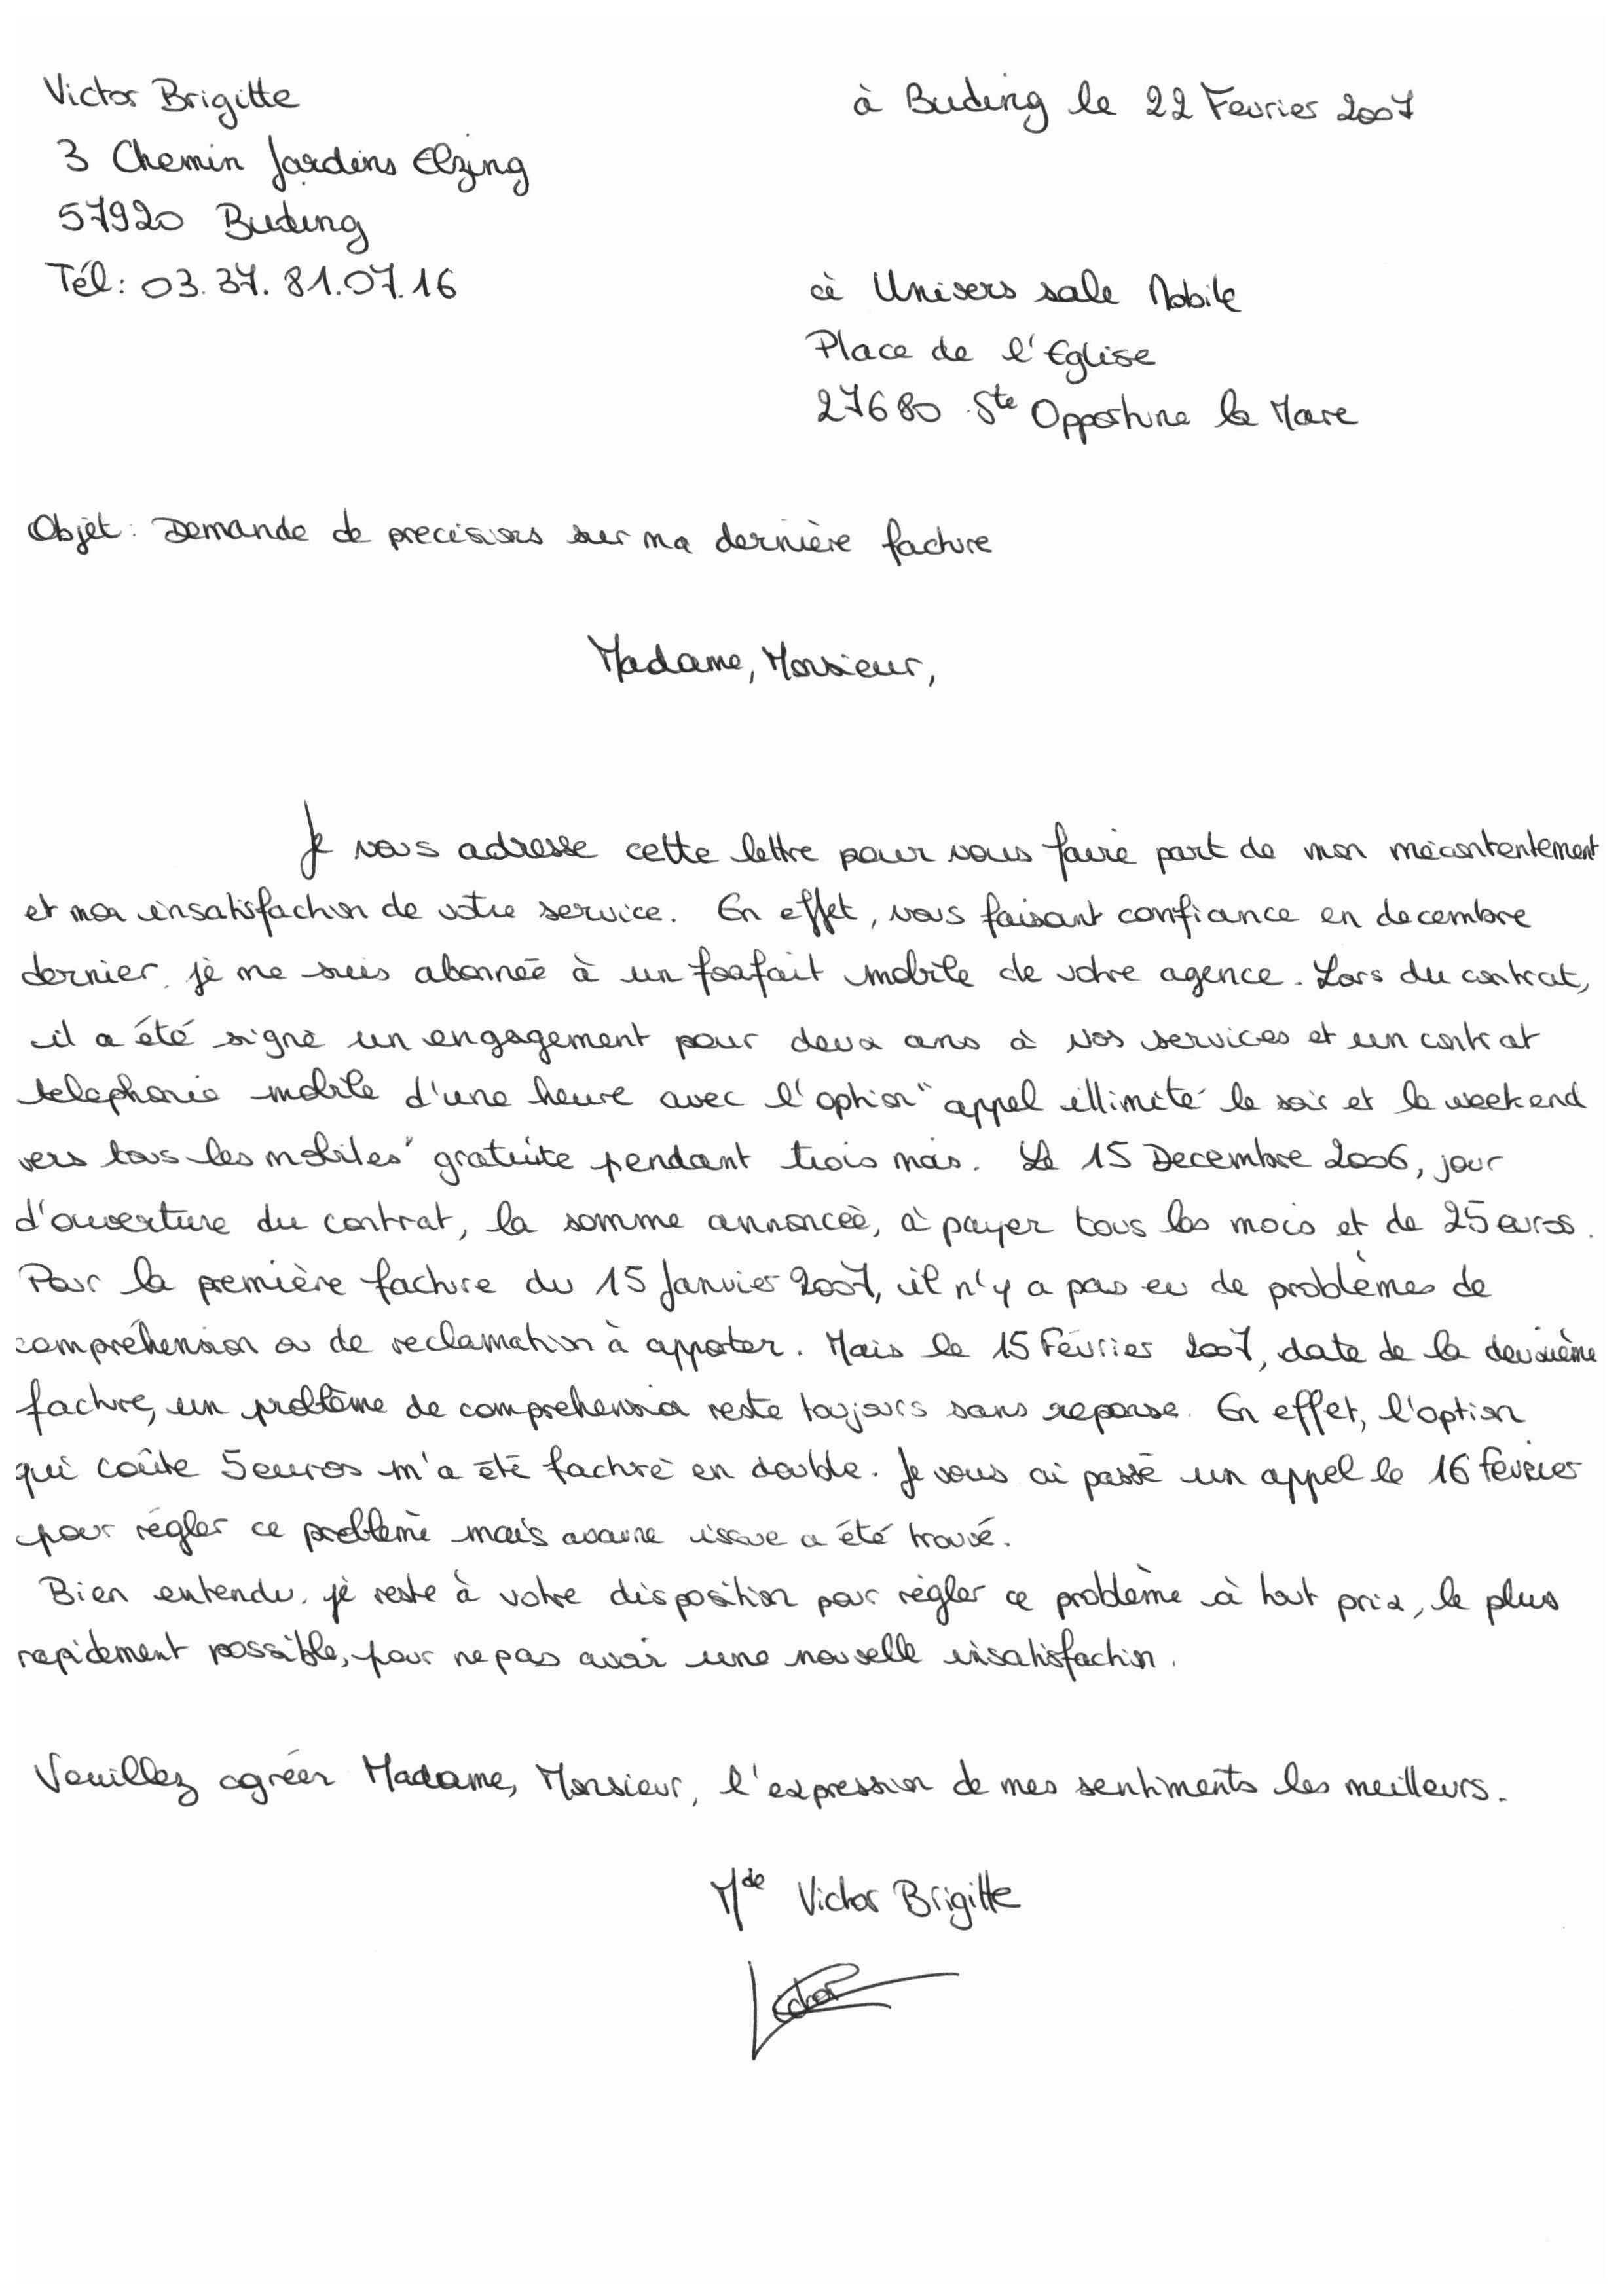 Victor Brigitte
à Buding le 22 Fevrier 2007
3 Chemin Jardins Elzing
57920 Buding
Tél: 03.37.81.07.16
à Univers sale Mobile
Place de l'Eglise
27680 Ste Opportune la Mare
Objèt: Demande de precisions sur ma dernière facture
Madame, Monsieur,
Je vous adresse cette lettre pour vous faire part de mon mécontentement
et mon insatisfaction de votre service. En effet, vous faisant confiance en decembre
dernier, je me suis abonnée à un forfait mobile de votre agence. Lors du contrat,
il a été signé un engagement pour deux ans à vos services et un contrat
telephonie mobile d'une heure avec l'option "appel illimité le soir et le weekend
vers tous les mobiles" gratuite pendant trois mois. Le 15 Decembre 2006, jour
d'ouverture du contrat, la somme annoncée, à payer tous les mois et de 25 euros.
Pour la première facture du 15 Janvier 2007, il n'y a pas eu de problèmes de
compréhension ou de reclamation à apporter. Mais le 15 Février 2007, date de la deuxième
facture, un problème de comprehension reste toujours sans reponse. En effet, l'option
qui coûte 5 euros m'a été facturé en double. Je vous ai passé un appel le 16 février
pour régler ce problème mais aucune issue a été trouvé.
Bien entendu, je reste à votre disposition pour règler ce problème à tout prix, le plus
rapidement possible, pour ne pas avoir une nouvelle insatisfaction.
Veuillez agréer Madame, Monsieur, l'expression de mes sentiments les meilleurs.
Mde Victor Brigitte
Victor